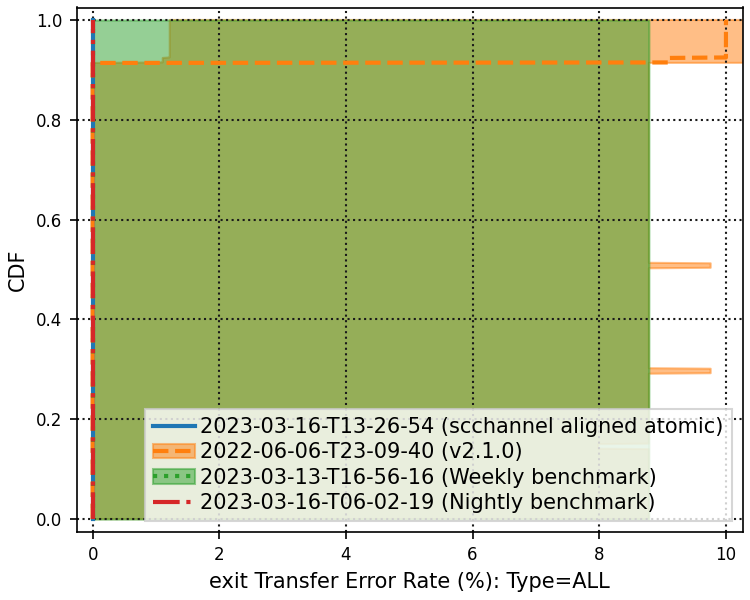 1.0
0.8
0.6
0.4
0.2
0.0
CDF
2023-03-16-T13-26-54 (scchannel aligned atomic)
2022-06-06-T23-09-40 (v2.1.0)
2023-03-13-T16-56-16 (Weekly benchmark)
2023-03-16-T06-02-19 (Nightly benchmark)
0 2 4 6 8 10
exit Transfer Error Rate (%): Type=ALL